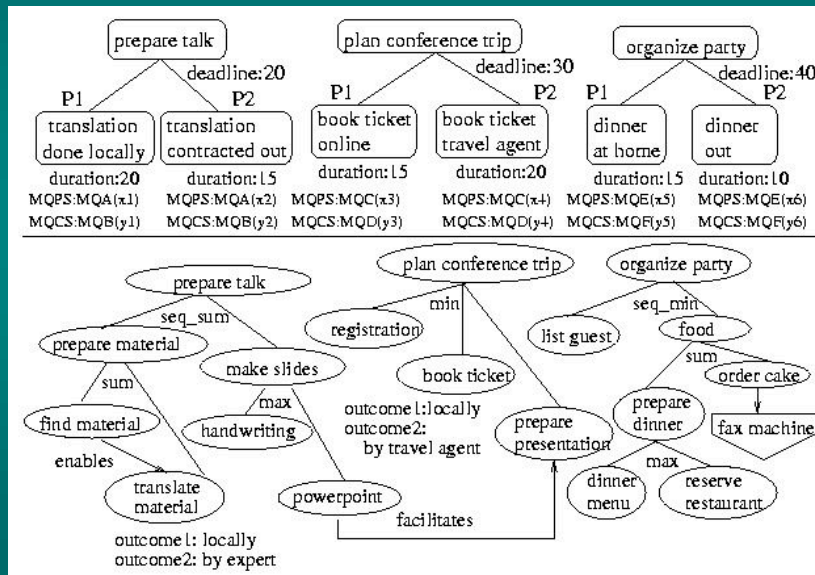 prepare talk
plan conference trip
organize party
deadline:20
deadline:30
deadline:40
P1
P2
P1
P2
P1
P2
translation
done locally
translation
contracted out
book ticket
online
book ticket
travel agent
dinner
at home
dinner
out
duration:20
duration:15
duration:15
duration:20
duration:15
duration:10
MQPS:MQA(x1)
MQPS:MQA(x2)
MQPS:MQC(x3)
MQPS:MQC(x4)
MQPS:MQE(x5)
MQPS:MQE(x6)
MQCS:MQB(y1)
MQCS:MQB(y2)
MQCS:MQD(y3)
MQCS:MQD(y4)
MQCS:MQF(y5)
MQCS:MQF(y6)
prepare talk
seq_sum
prepare material
make slides
sum
max
find material
handwriting
enables
translate
material
powerpoint
outcome1: locally
outcome2: by expert
facilitates
plan conference trip
min
registration
book ticket
outcome1:locally
outcome2:
by travel agent
prepare
presentation
organize party
seq_min
list guest
food
sum
order cake
prepare
dinner
fax machine
max
dinner
menu
reserve
restaurant